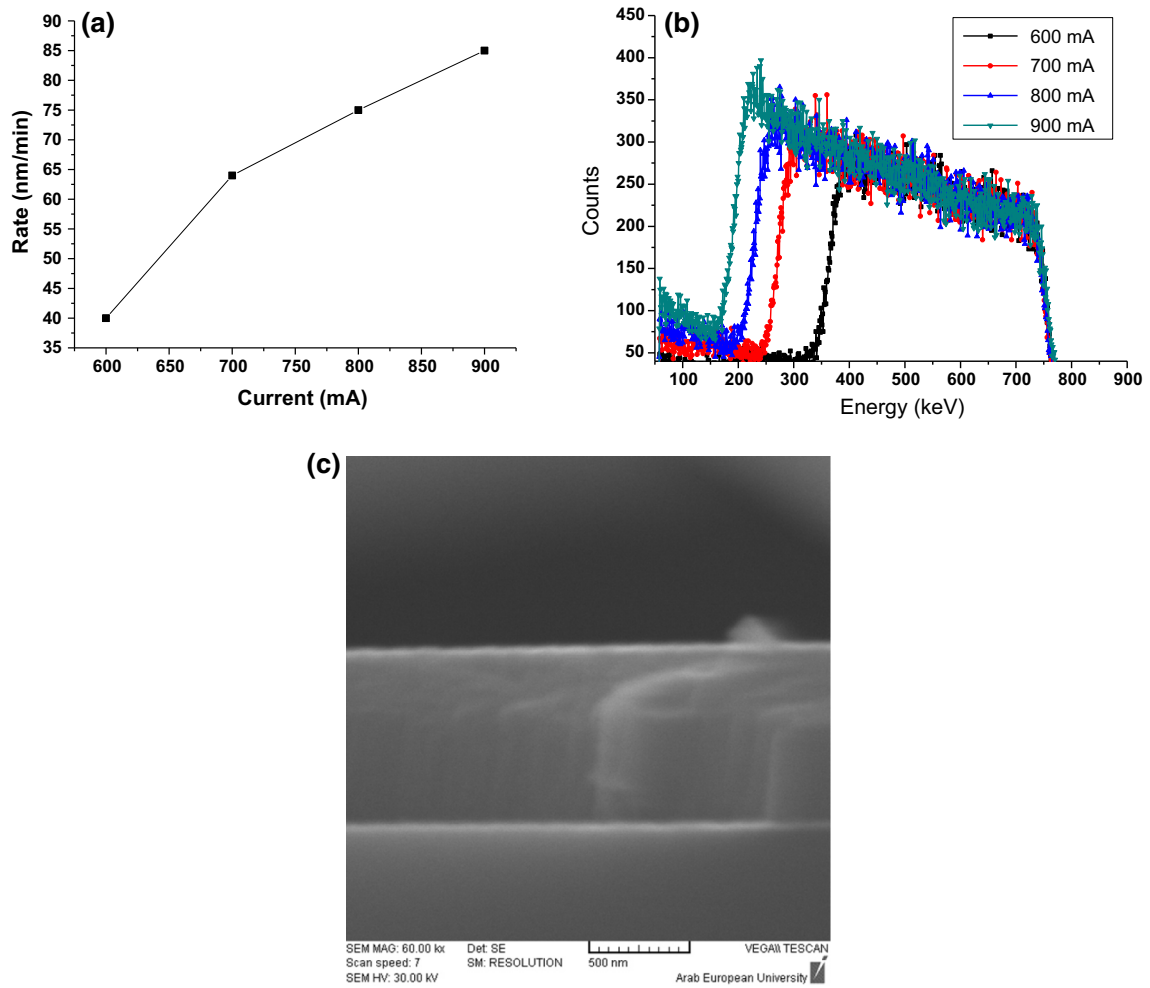 (a)
90
85
80
75
70
65
60
55
50
45
40
35
Rate (nm/min)
600 650 700 750 800 850 900
Current (mA)
(b)
450
400
350
300
250
200
150
100
50
Counts
600 mA
700 mA
800 mA
900 mA
100 200 300 400 500 600 700 800 900
Energy (keV)
(c)
SEM MAG: 60.00 kx Det: SE VEGA\\ TESCAN
Scan speed: 7 SM: RESOLUTION 500 nm
SEM HV: 30.00 kV Arab European University